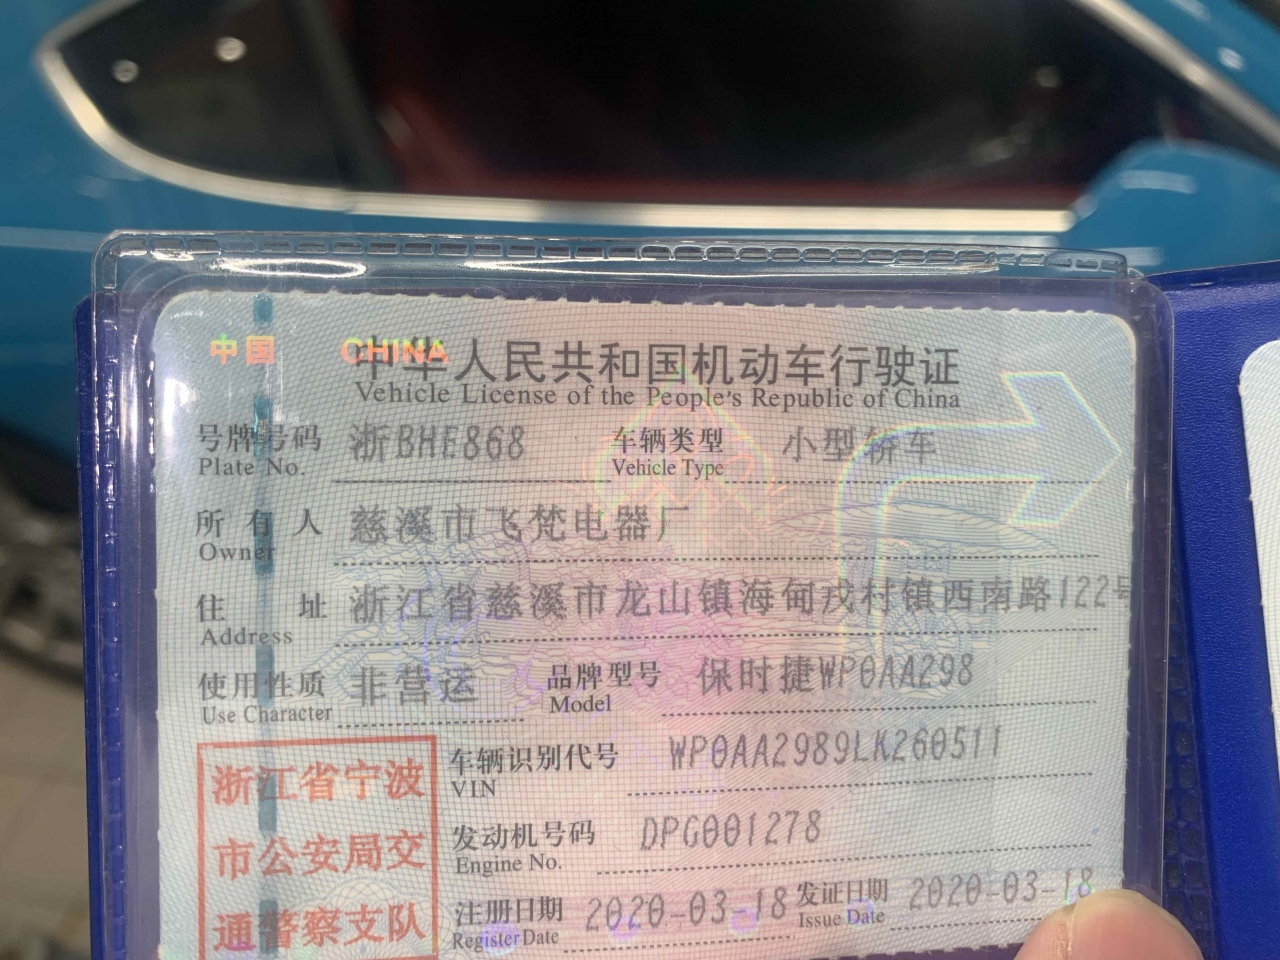 中国 CHINA
中华人民共和国机动车行驶证
Vehicle License of the People's Republic of China
号牌号码 浙BHE868 车辆类型 小型轿车
Plate No. Vehicle Type
所有人 慈溪市飞梵电器厂
Owner
住址 浙江省慈溪市龙山镇海甸戎村镇西南路122号
Address
使用性质 非营运 品牌型号 保时捷WP0AA298
Use Character Model
浙江省宁波
市公安局交
通警察支队
车辆识别代号 WP0AA2989LK260511
VIN
发动机号码 DPG001278
Engine No.
注册日期 2020-03-18 发证日期 2020-03-18
Register Date Issue Date